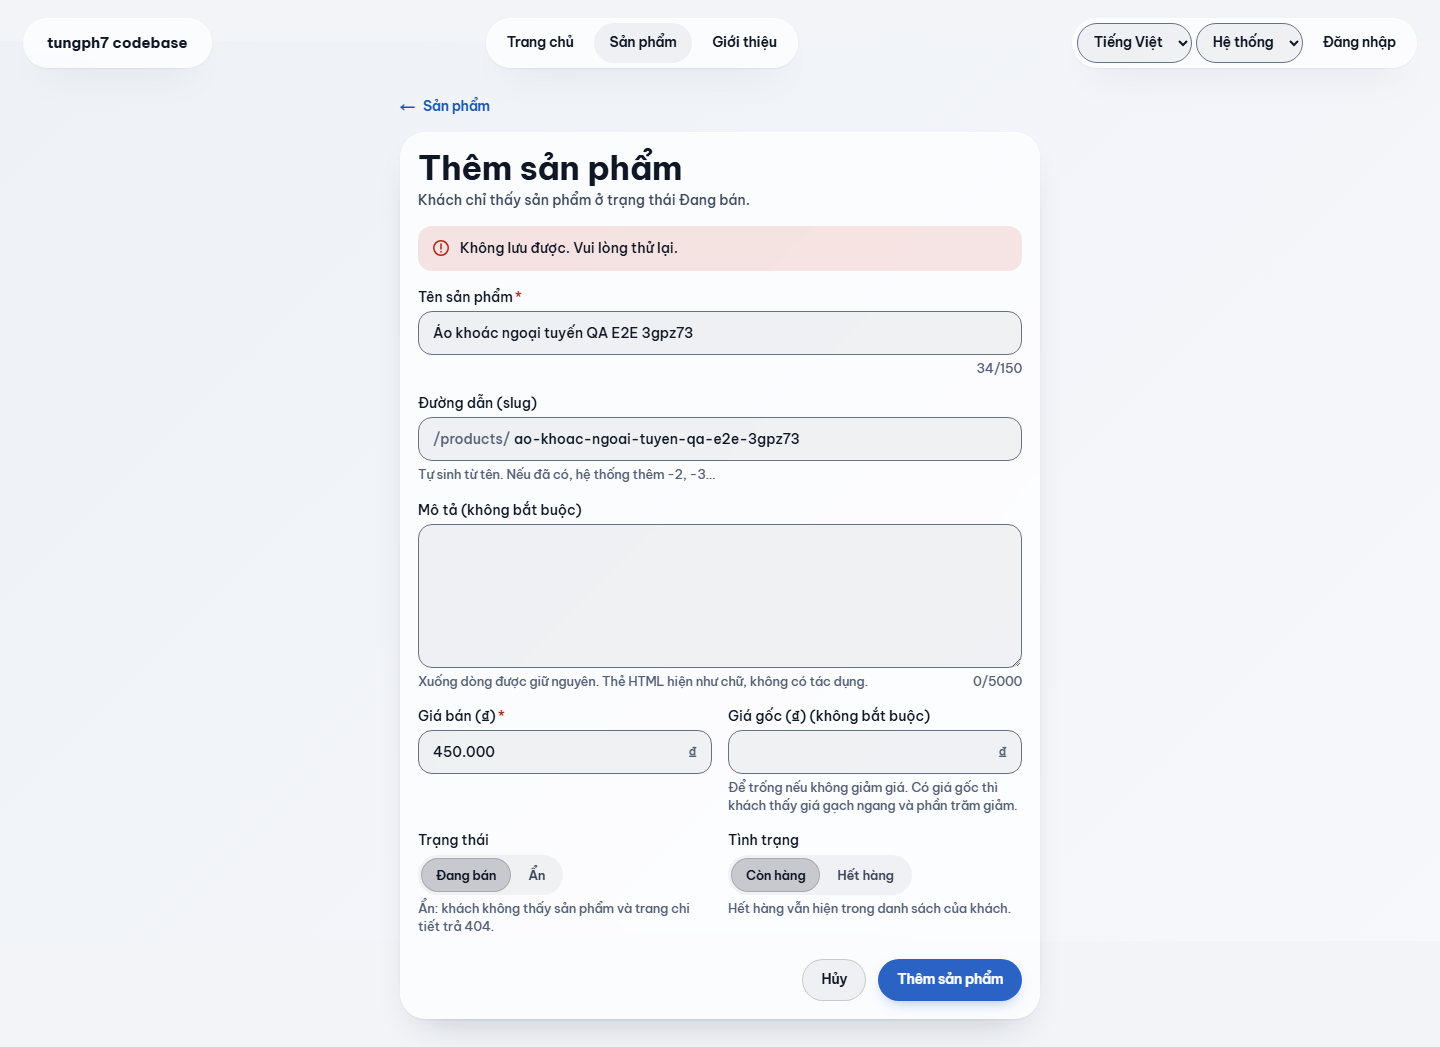 tungph7 codebase
Trang chủ
Sản phẩm
Giới thiệu
Tiếng Việt
Hệ thống
Đăng nhập
← Sản phẩm
Thêm sản phẩm
Khách chỉ thấy sản phẩm ở trạng thái Đang bán.
Không lưu được. Vui lòng thử lại.
Tên sản phẩm *
Áo khoác ngoại tuyến QA E2E 3gpz73
34/150
Đường dẫn (slug)
/products/ ao-khoac-ngoai-tuyen-qa-e2e-3gpz73
Tự sinh từ tên. Nếu đã có, hệ thống thêm -2, -3…
Mô tả (không bắt buộc)
Xuống dòng được giữ nguyên. Thẻ HTML hiện như chữ, không có tác dụng.
0/5000
Giá bán (₫) *
450.000 ₫
Giá gốc (₫) (không bắt buộc)
₫
Để trống nếu không giảm giá. Có giá gốc thì
khách thấy giá gạch ngang và phần trăm giảm.
Trạng thái
Đang bán
Ẩn
Ẩn: khách không thấy sản phẩm và trang chi
tiết trả 404.
Tình trạng
Còn hàng
Hết hàng
Hết hàng vẫn hiện trong danh sách của khách.
Hủy
Thêm sản phẩm